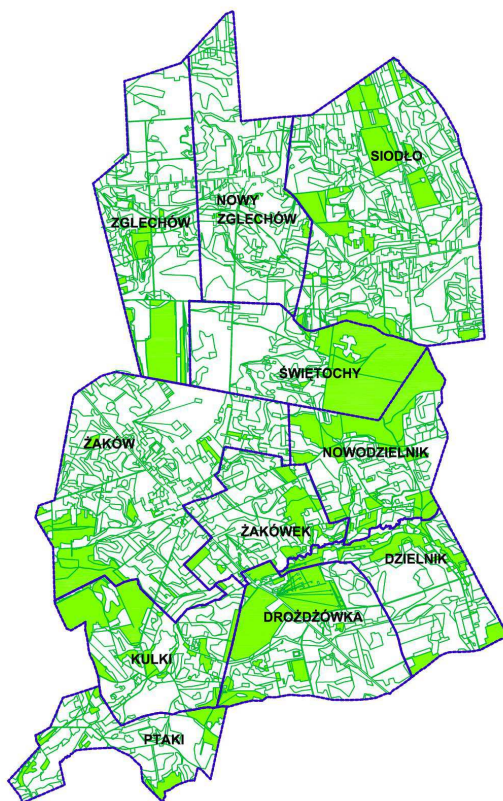 SIODŁO
NOWY
ZGLECHÓW
ZGLECHÓW
ŚWIĘTOCHY
ŻAKÓW
NOWODZIELNIK
ŻAKÓWEK
DZIELNIK
DROŻDŻÓWKA
KULKI
PTAKI